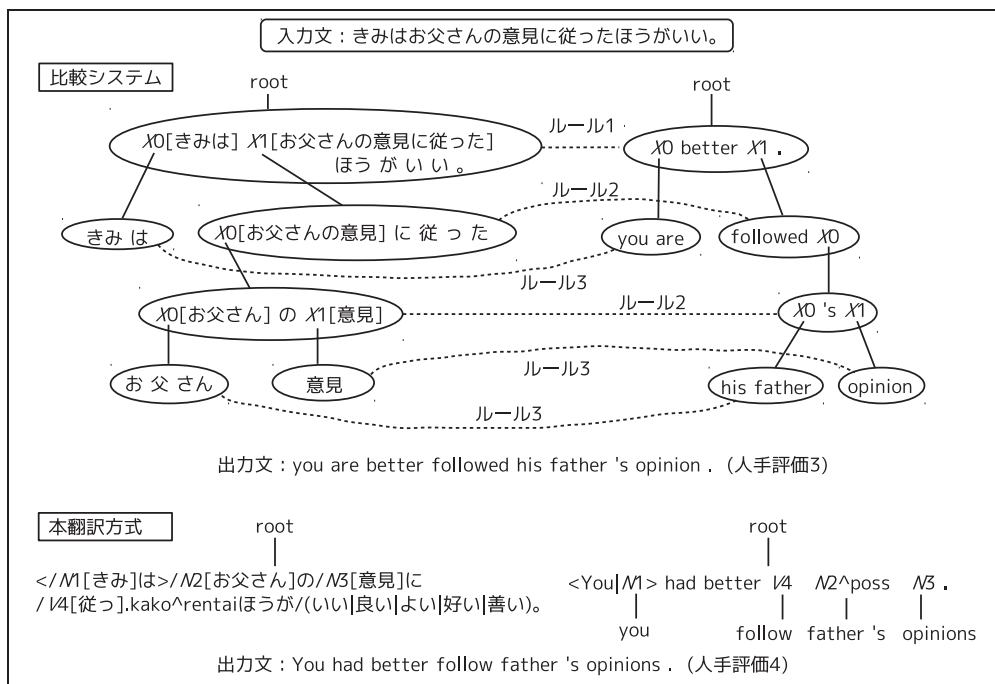 入力文：きみはお父さんの意見に従ったほうがいい。
比較システム
root
root
X0[きみは] X1[お父さんの意見に従った]
ほ う が い い 。
ルール1
X0 better X1 .
ルール2
き み は
X0[お父さんの意見] に 従 っ た
you are
followed X0
ルール3
X0[お父さん] の X1[意見]
ルール2
X0 's X1
お 父 さん
意見
ルール3
his father
opinion
ルール3
出力文：you are better followed his father 's opinion . (人手評価3)
本翻訳方式
root
root
</N1[きみ]は>/N2[お父さん]の/N3[意見]に
/V4[従っ].kako^rentaiほうが/(いい|良い|よい|好い|善い)。
<You|N1> had better V4 N2^poss N3 .
you follow father 's opinions
出力文：You had better follow father 's opinions . (人手評価4)